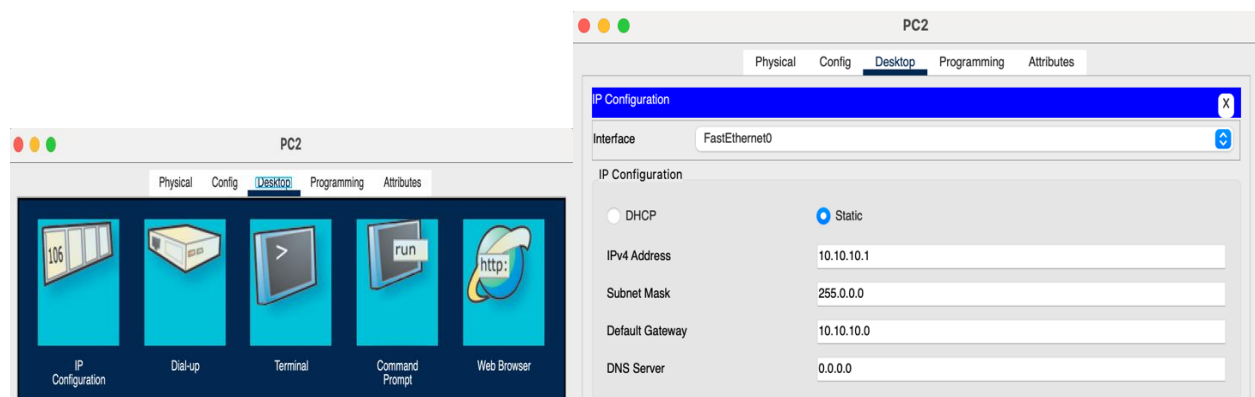 PC2
Physical Config Desktop Programming Attributes
106
>
run
http:
IP
Configuration
Dial-up
Terminal
Command
Prompt
Web Browser
PC2
Physical Config Desktop Programming Attributes
IP Configuration
X
Interface FastEthernet0
IP Configuration
DHCP Static
IPv4 Address 10.10.10.1
Subnet Mask 255.0.0.0
Default Gateway 10.10.10.0
DNS Server 0.0.0.0